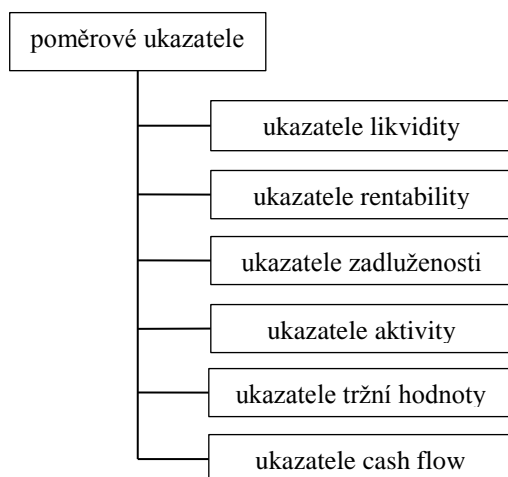 poměrové ukazatele
ukazatele likvidity
ukazatele rentability
ukazatele zadluženosti
ukazatele aktivity
ukazatele tržní hodnoty
ukazatele cash flow